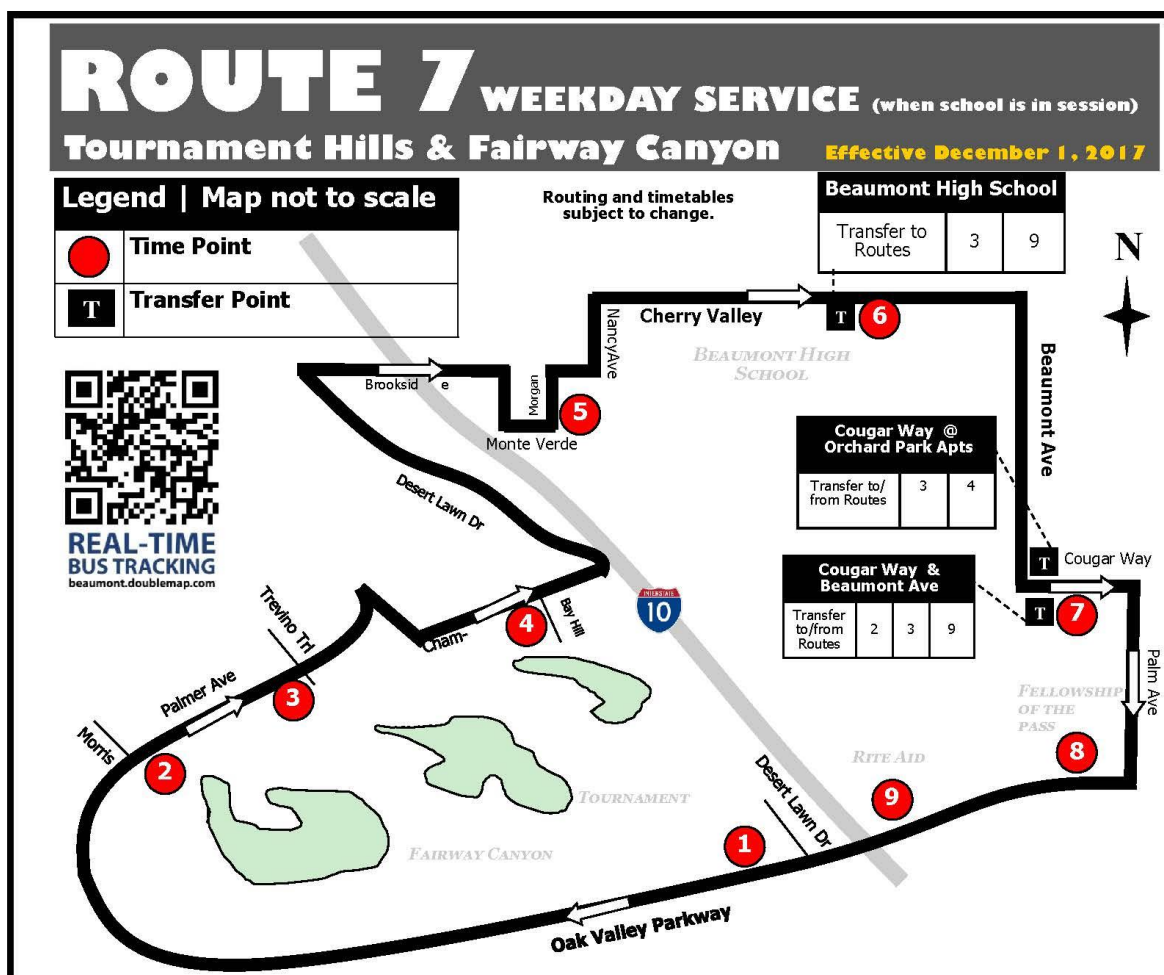 ROUTE 7 WEEKDAY SERVICE (when school is in session)
Tournament Hills & Fairway Canyon Effective December 1, 2017
Legend | Map not to scale
Time Point
T Transfer Point
Routing and timetables
subject to change.
Beaumont High School
Transfer to
Routes
3 9
N
Cherry Valley
T 6
NancyAve
BEAUMONT HIGH
SCHOOL
Beaumont Ave
Brooksid e
Morgan
5
Monte Verde
Desert Lawn Dr
REAL-TIME
BUS TRACKING
beaumont.doublemap.com
Cougar Way @
Orchard Park Apts
Transfer to/
from Routes
3 4
T Cougar Way
Cougar Way &
Beaumont Ave
Transfer
to/from
Routes
2 3 9
T 7
INTERSTATE
10
Trevino Trl
Cham-
4
Bay Hill
Palmer Ave
3
Morris
2
Palm Ave
FELLOWSHIP
OF THE
PASS
8
RITE AID
9
Desert Lawn Dr
TOURNAMENT
FAIRWAY CANYON
1
Oak Valley Parkway